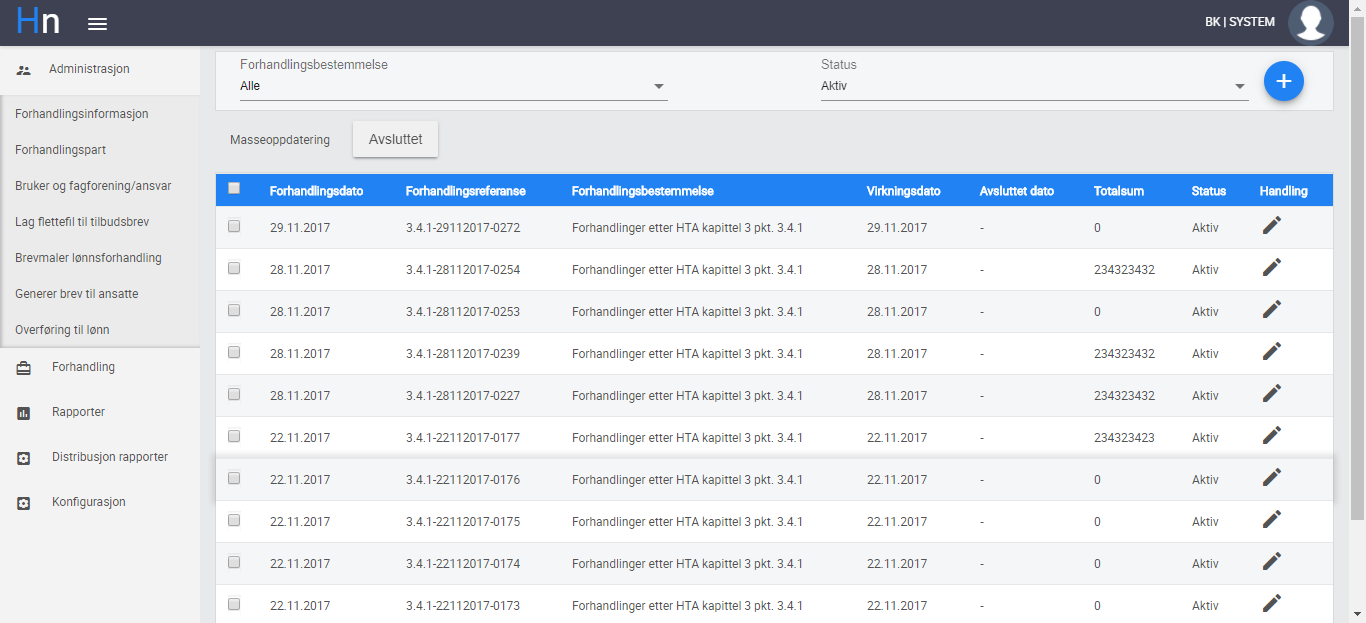 Hn
BK | SYSTEM
Administrasjon
Forhandlingsinformasjon
Forhandlingspart
Bruker og fagforening/ansvar
Lag flettefil til tilbudsbrev
Brevmaler lønnsforhandling
Generer brev til ansatte
Overføring til lønn
Forhandling
Rapporter
Distribusjon rapporter
Konfigurasjon
Forhandlingsbestemmelse Status
Alle Aktiv
Masseoppdatering Avsluttet
Forhandlingsdato Forhandlingsreferanse Forhandlingsbestemmelse Virkningsdato Avsluttet dato Totalsum Status Handling
29.11.2017 3.4.1-29112017-0272 Forhandlinger etter HTA kapittel 3 pkt. 3.4.1 29.11.2017 - 0 Aktiv
28.11.2017 3.4.1-28112017-0254 Forhandlinger etter HTA kapittel 3 pkt. 3.4.1 28.11.2017 - 234323432 Aktiv
28.11.2017 3.4.1-28112017-0253 Forhandlinger etter HTA kapittel 3 pkt. 3.4.1 28.11.2017 - 0 Aktiv
28.11.2017 3.4.1-28112017-0239 Forhandlinger etter HTA kapittel 3 pkt. 3.4.1 28.11.2017 - 234323432 Aktiv
28.11.2017 3.4.1-28112017-0227 Forhandlinger etter HTA kapittel 3 pkt. 3.4.1 28.11.2017 - 234323432 Aktiv
22.11.2017 3.4.1-22112017-0177 Forhandlinger etter HTA kapittel 3 pkt. 3.4.1 22.11.2017 - 234323423 Aktiv
22.11.2017 3.4.1-22112017-0176 Forhandlinger etter HTA kapittel 3 pkt. 3.4.1 22.11.2017 - 0 Aktiv
22.11.2017 3.4.1-22112017-0175 Forhandlinger etter HTA kapittel 3 pkt. 3.4.1 22.11.2017 - 0 Aktiv
22.11.2017 3.4.1-22112017-0174 Forhandlinger etter HTA kapittel 3 pkt. 3.4.1 22.11.2017 - 0 Aktiv
22.11.2017 3.4.1-22112017-0173 Forhandlinger etter HTA kapittel 3 pkt. 3.4.1 22.11.2017 - 0 Aktiv